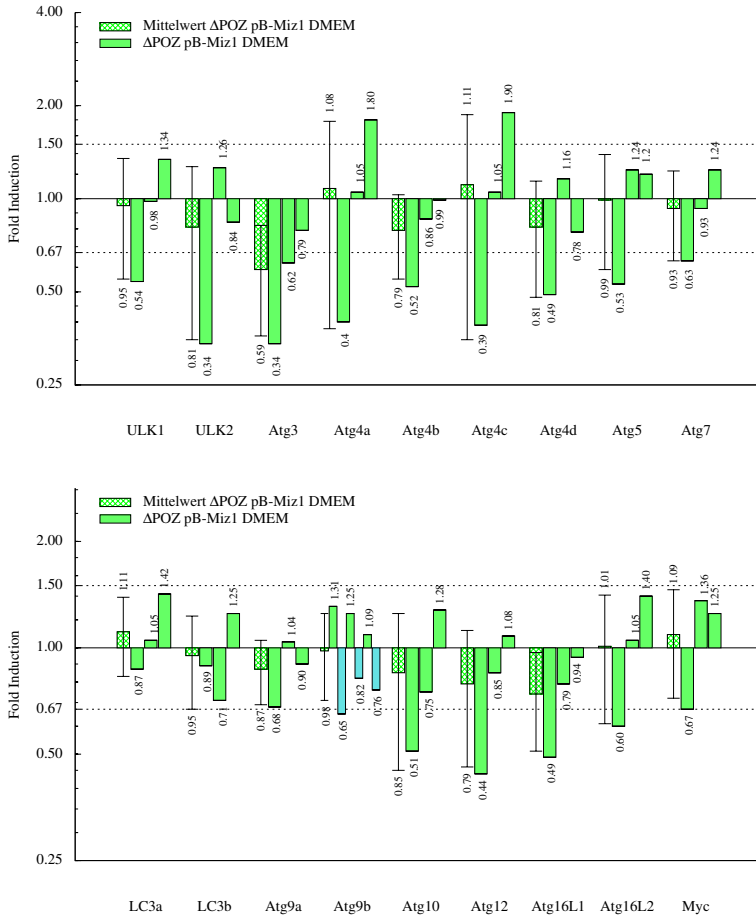 4.00
Mittelwert ΔPOZ pB-Miz1 DMEM
ΔPOZ pB-Miz1 DMEM
2.00
1.50
1.00
0.67
0.50
0.25
Fold Induction
0.95 0.54 0.98 1.34
0.81 0.34 1.26 0.84
0.59 0.34 0.62 0.79
1.08 0.4 1.05 1.80
0.79 0.52 0.86 0.99
1.11 0.39 1.05 1.90
0.81 0.49 1.16 0.78
0.99 0.53 1.24 1.2
0.93 0.63 0.93 1.24
ULK1 ULK2 Atg3 Atg4a Atg4b Atg4c Atg4d Atg5 Atg7
Mittelwert ΔPOZ pB-Miz1 DMEM
ΔPOZ pB-Miz1 DMEM
2.00
1.50
1.00
0.67
0.50
0.25
Fold Induction
1.11 0.87 1.05 1.42
0.95 0.89 0.71 1.25
0.87 0.68 1.04 0.90
0.98 1.31 0.65 1.25 0.82 1.09 0.76
0.85 0.51 0.75 1.28
0.79 0.44 0.85 1.08
0.49 0.79 0.94
1.01 0.60 1.05 1.40
1.09 0.67 1.36 1.25
LC3a LC3b Atg9a Atg9b Atg10 Atg12 Atg16L1 Atg16L2 Myc